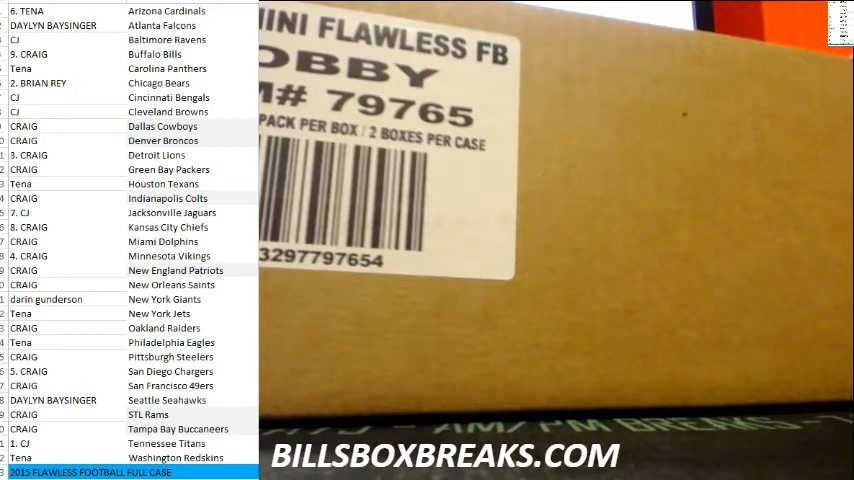 6. TENA Arizona Cardinals
DAYLYN BAYSINGER Atlanta Falcons
CJ Baltimore Ravens
9. CRAIG Buffalo Bills
Tena Carolina Panthers
2. BRIAN REY Chicago Bears
CJ Cincinnati Bengals
CJ Cleveland Browns
CRAIG Dallas Cowboys
CRAIG Denver Broncos
3. CRAIG Detroit Lions
CRAIG Green Bay Packers
Tena Houston Texans
CRAIG Indianapolis Colts
7. CJ Jacksonville Jaguars
8. CRAIG Kansas City Chiefs
CRAIG Miami Dolphins
4. CRAIG Minnesota Vikings
CRAIG New England Patriots
CRAIG New Orleans Saints
darin gunderson New York Giants
Tena New York Jets
CRAIG Oakland Raiders
Tena Philadelphia Eagles
CRAIG Pittsburgh Steelers
5. CRAIG San Diego Chargers
CRAIG San Francisco 49ers
DAYLYN BAYSINGER Seattle Seahawks
CRAIG STL Rams
CRAIG Tampa Bay Buccaneers
1. CJ Tennessee Titans
Tena Washington Redskins
2015 FLAWLESS FOOTBALL FULL CASE
INI FLAWLESS FB
OBBY
M# 79765
PACK PER BOX / 2 BOXES PER CASE
3297797654
AM/PM BREAKS
BILLSBOXBREAKS.COM